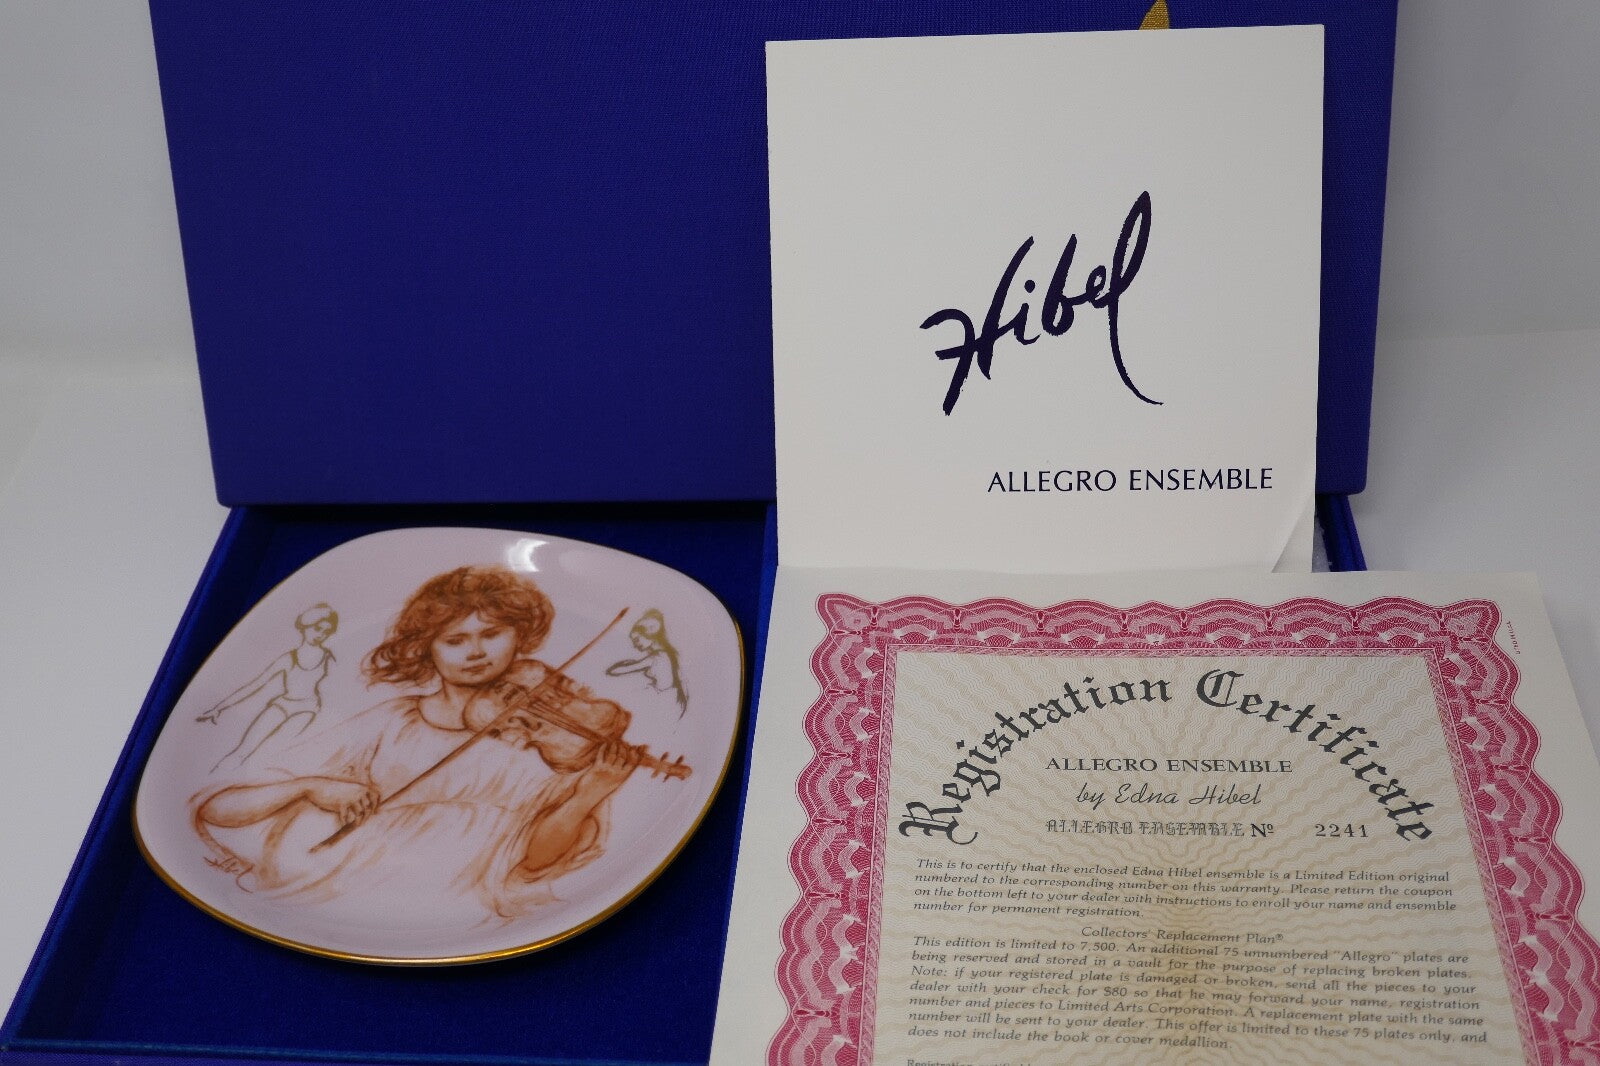 Hibel
ALLEGRO ENSEMBLE
Hibel
Registration Certificate
ALLEGRO ENSEMBLE
by Edna Hibel
ALLEGRO ENSEMBLE Nº 2241
This is to certify that the enclosed Edna Hibel ensemble is a Limited Edition original
numbered to the corresponding number on this warranty. Please return the coupon
on the bottom left to your dealer with instructions to enroll your name and ensemble
number for permanent registration.
Collectors' Replacement Plan®
This edition is limited to 7,500. An additional 75 unnumbered "Allegro" plates are
being reserved and stored in a vault for the purpose of replacing broken plates.
Note: if your registered plate is damaged or broken, send all the pieces to your
dealer with your check for $80 so that he may forward your name, registration
number and pieces to Limited Arts Corporation. A replacement plate with the same
number will be sent to your dealer. This offer is limited to these 75 plates only, and
does not include the book or cover medallion.